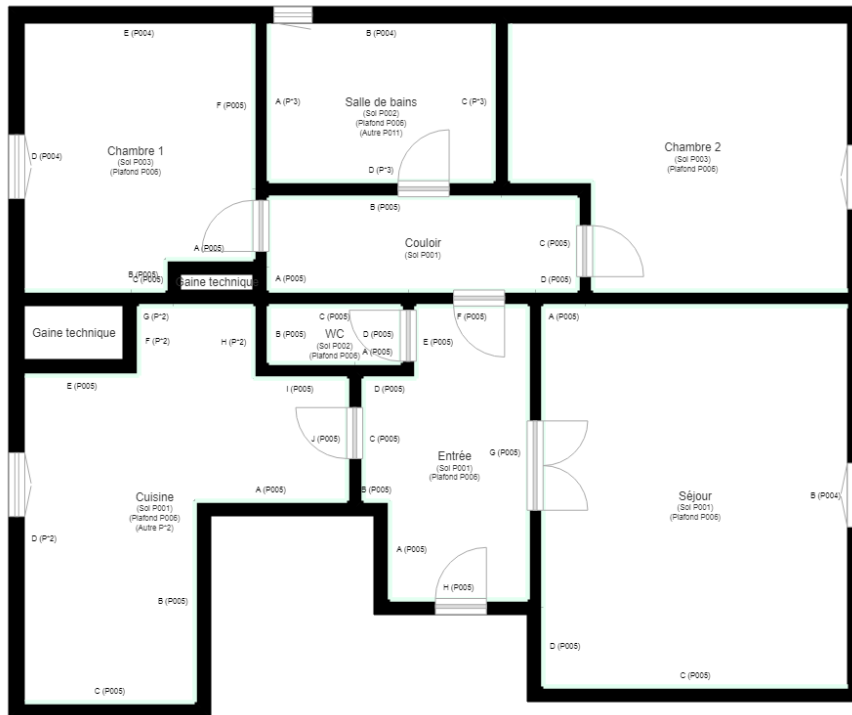 E (P004)
F (P005)
D (P004)
Chambre 1
(Sol P003)
(Plafond P006)
A (P005)
B (P005)
C (P005)
Gaine technique
B (P004)
A (P*3)
C (P*3)
Salle de bains
(Sol P002)
(Plafond P006)
(Autre P011)
D (P*3)
Chambre 2
(Sol P003)
(Plafond P006)
B (P005)
Couloir
(Sol P001)
C (P005)
A (P005)
D (P005)
Gaine technique
G (P*2)
F (P*2)
H (P*2)
E (P005)
I (P005)
J (P005)
A (P005)
Cuisine
(Sol P001)
(Plafond P006)
(Autre P*2)
D (P*2)
B (P005)
C (P005)
C (P005)
B (P005)
D (P005)
WC
(Sol P002)
(Plafond P006)
A (P005)
F (P005)
E (P005)
D (P005)
C (P005)
G (P005)
Entrée
(Sol P001)
(Plafond P006)
B (P005)
A (P005)
H (P005)
A (P005)
Séjour
(Sol P001)
(Plafond P006)
B (P004)
D (P005)
C (P005)